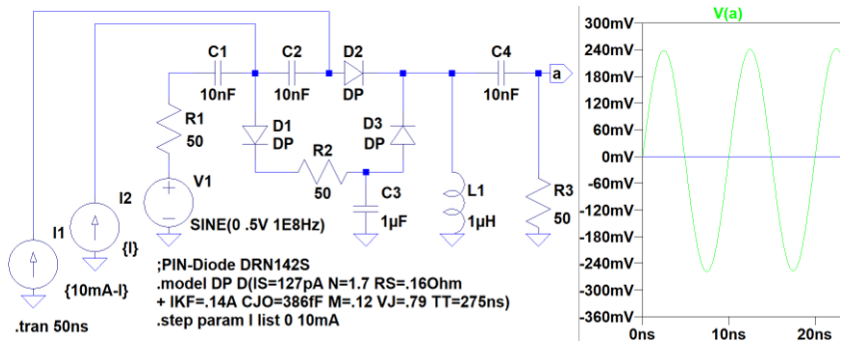 V(a)
C1
10nF
C2
10nF
D2
DP
C4
10nF
a
R1
50
D1
DP
R2
50
D3
DP
C3
1µF
L1
1µH
R3
50
V1
SINE(0 .5V 1E8Hz)
I2
{I}
I1
{10mA-I}
.tran 50ns
;PIN-Diode DRN142S
.model DP D(IS=127pA N=1.7 RS=.16Ohm
+ IKF=.14A CJO=386fF M=.12 VJ=.79 TT=275ns)
.step param I list 0 10mA
300mV
240mV
180mV
120mV
60mV
0mV
-60mV
-120mV
-180mV
-240mV
-300mV
-360mV
0ns
10ns
20ns